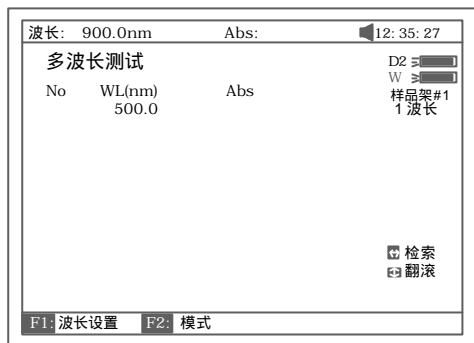 波长: 900.0nm Abs: 12: 35: 27
多波长测试 D2
W
No WL(nm) Abs 样品架#1
500.0 1 波长
检索
翻滚
F1: 波长设置 F2: 模式